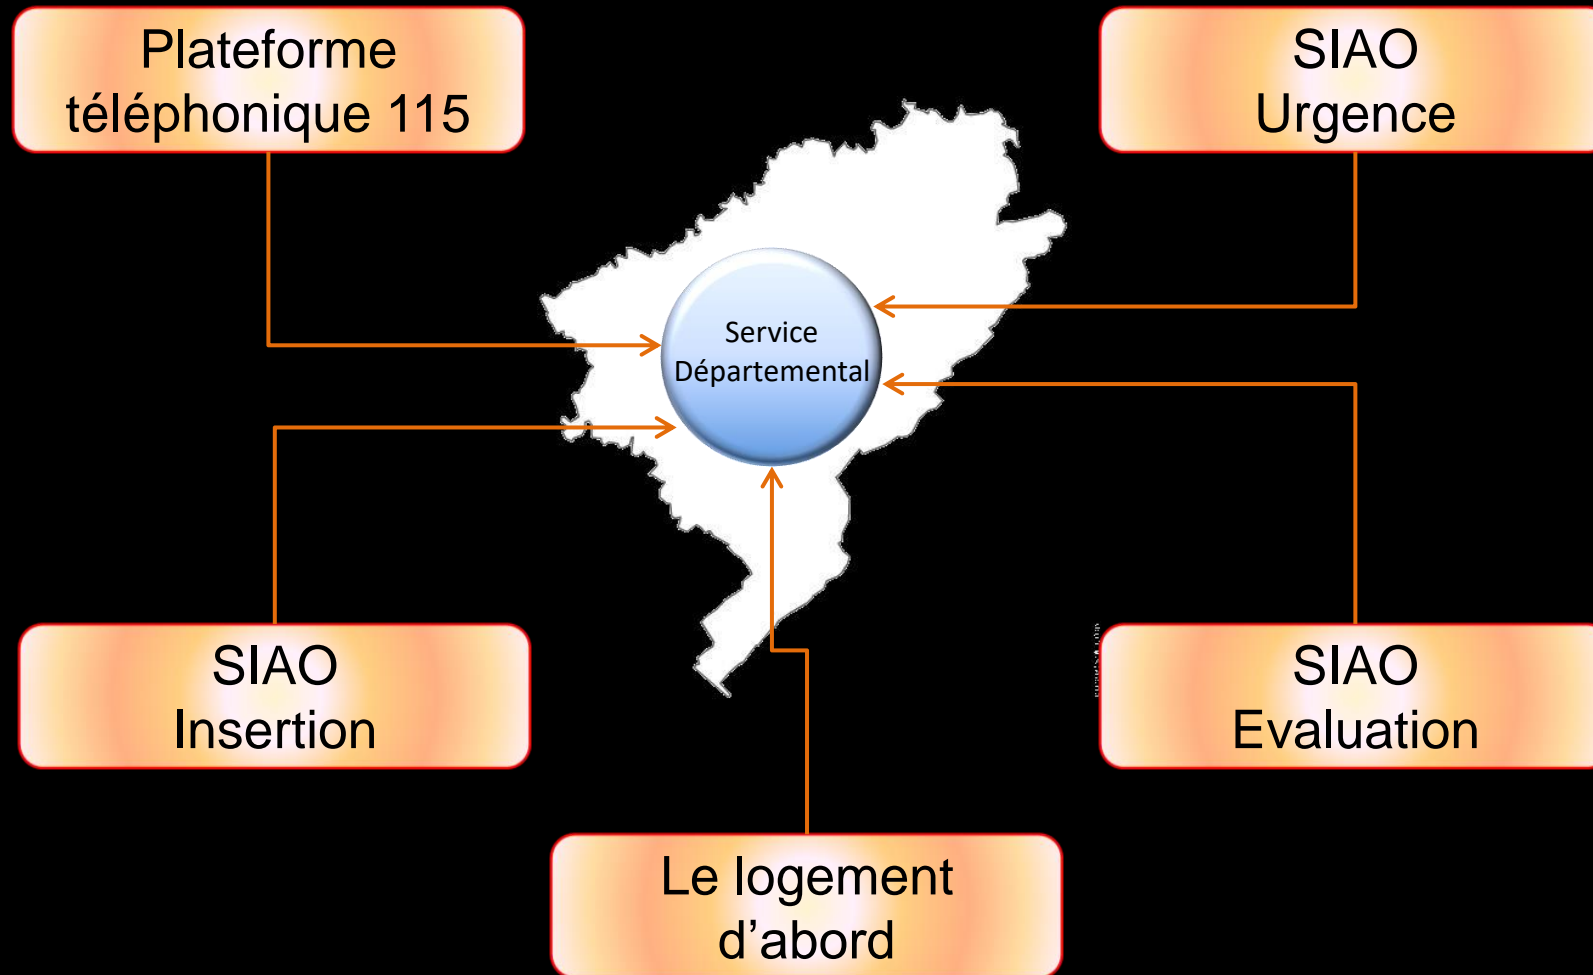 Plateforme
téléphonique 115
SIAO
Urgence
Service
Départemental
SIAO
Insertion
SIAO
Evaluation
Le logement
d’abord